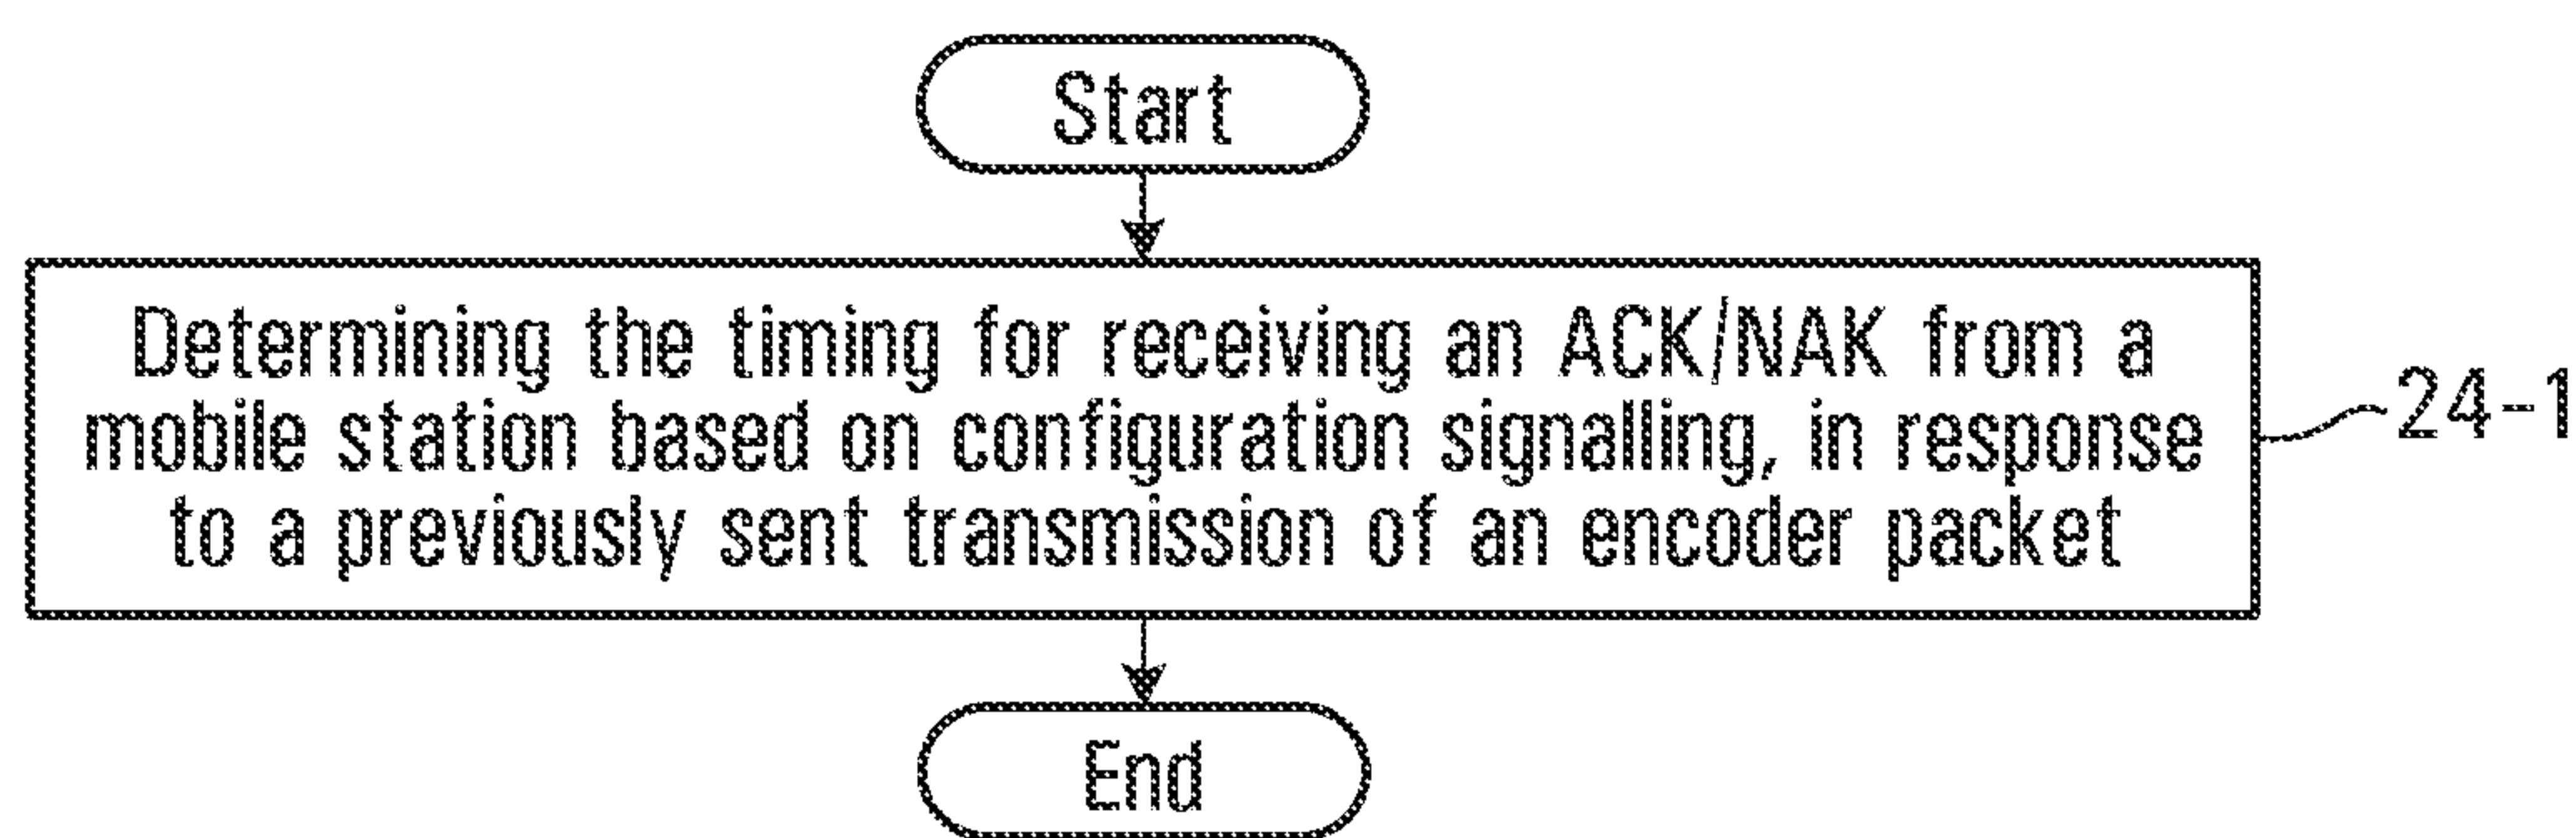 Start
Determining the timing for receiving an ACK/NAK from a
mobile station based on configuration signalling, in response
to a previously sent transmission of an encoder packet
24-1
End